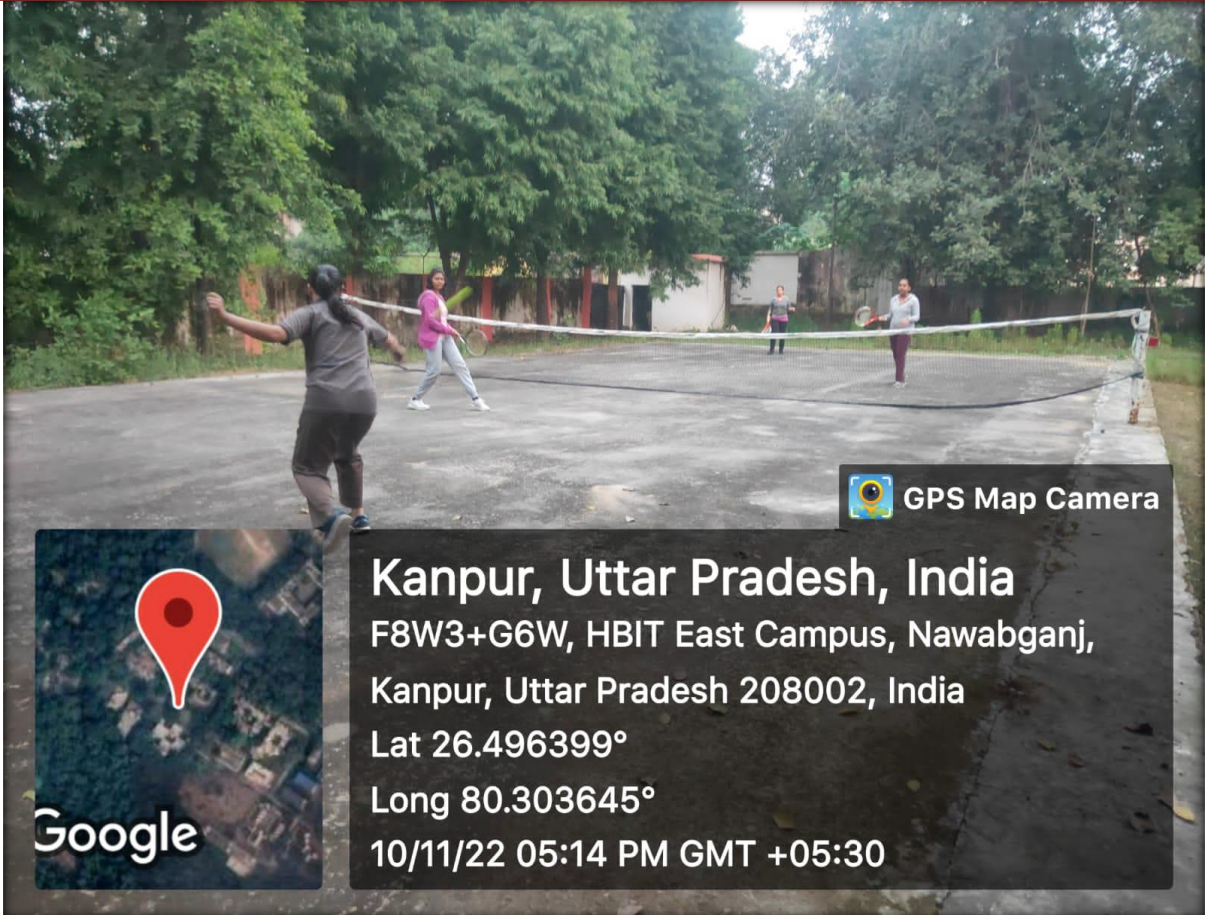 GPS Map Camera
Kanpur, Uttar Pradesh, India
F8W3+G6W, HBIT East Campus, Nawabganj,
Kanpur, Uttar Pradesh 208002, India
Lat 26.496399°
Long 80.303645°
10/11/22 05:14 PM GMT +05:30
Google